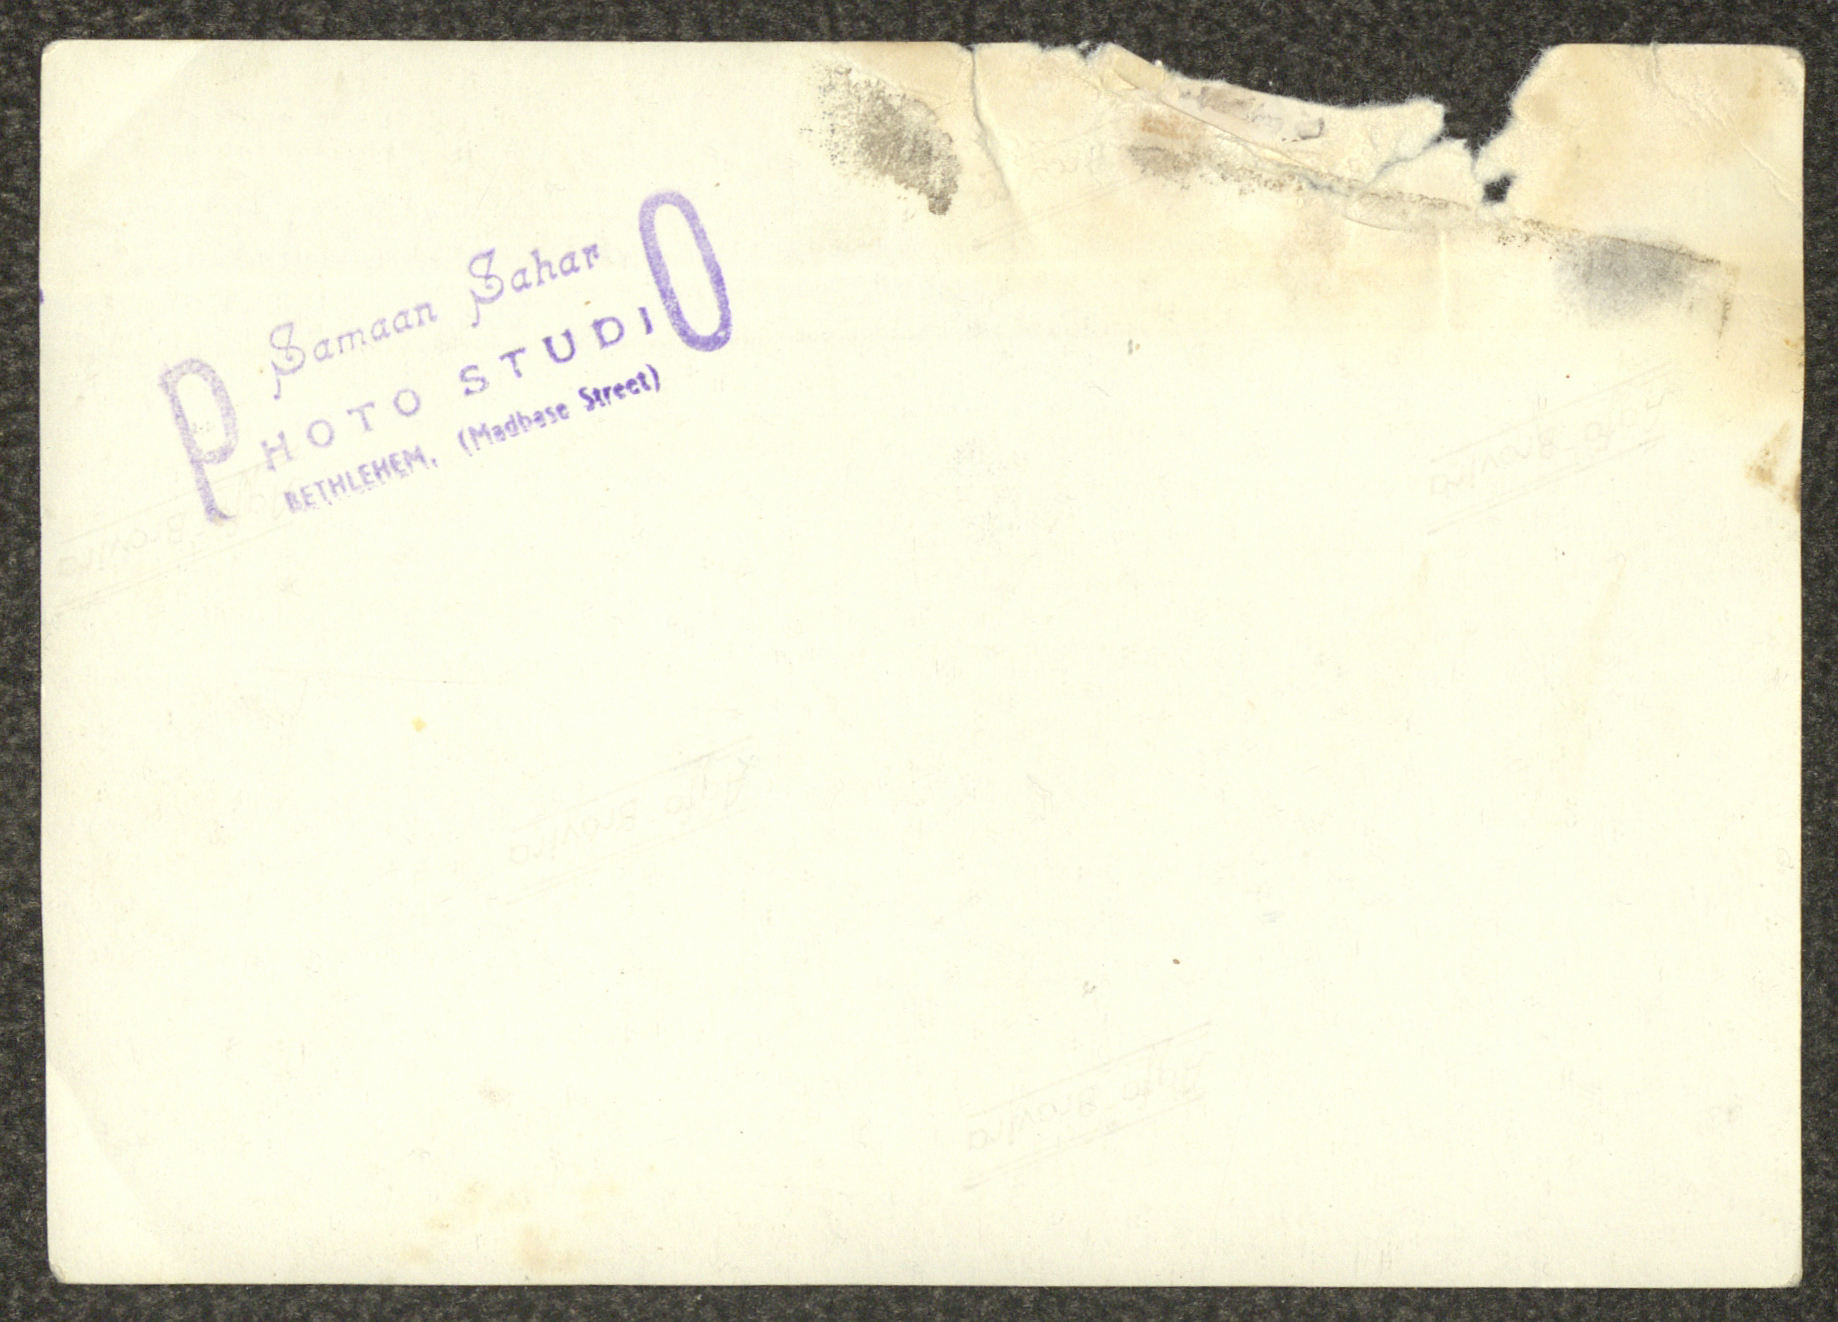 Samaan Sahar
PHOTO STUDIO
BETHLEHEM, (Madbase Street)
Agfa Brovira
Agfa Brovira
Agfa Brovira
Agfa Brovira